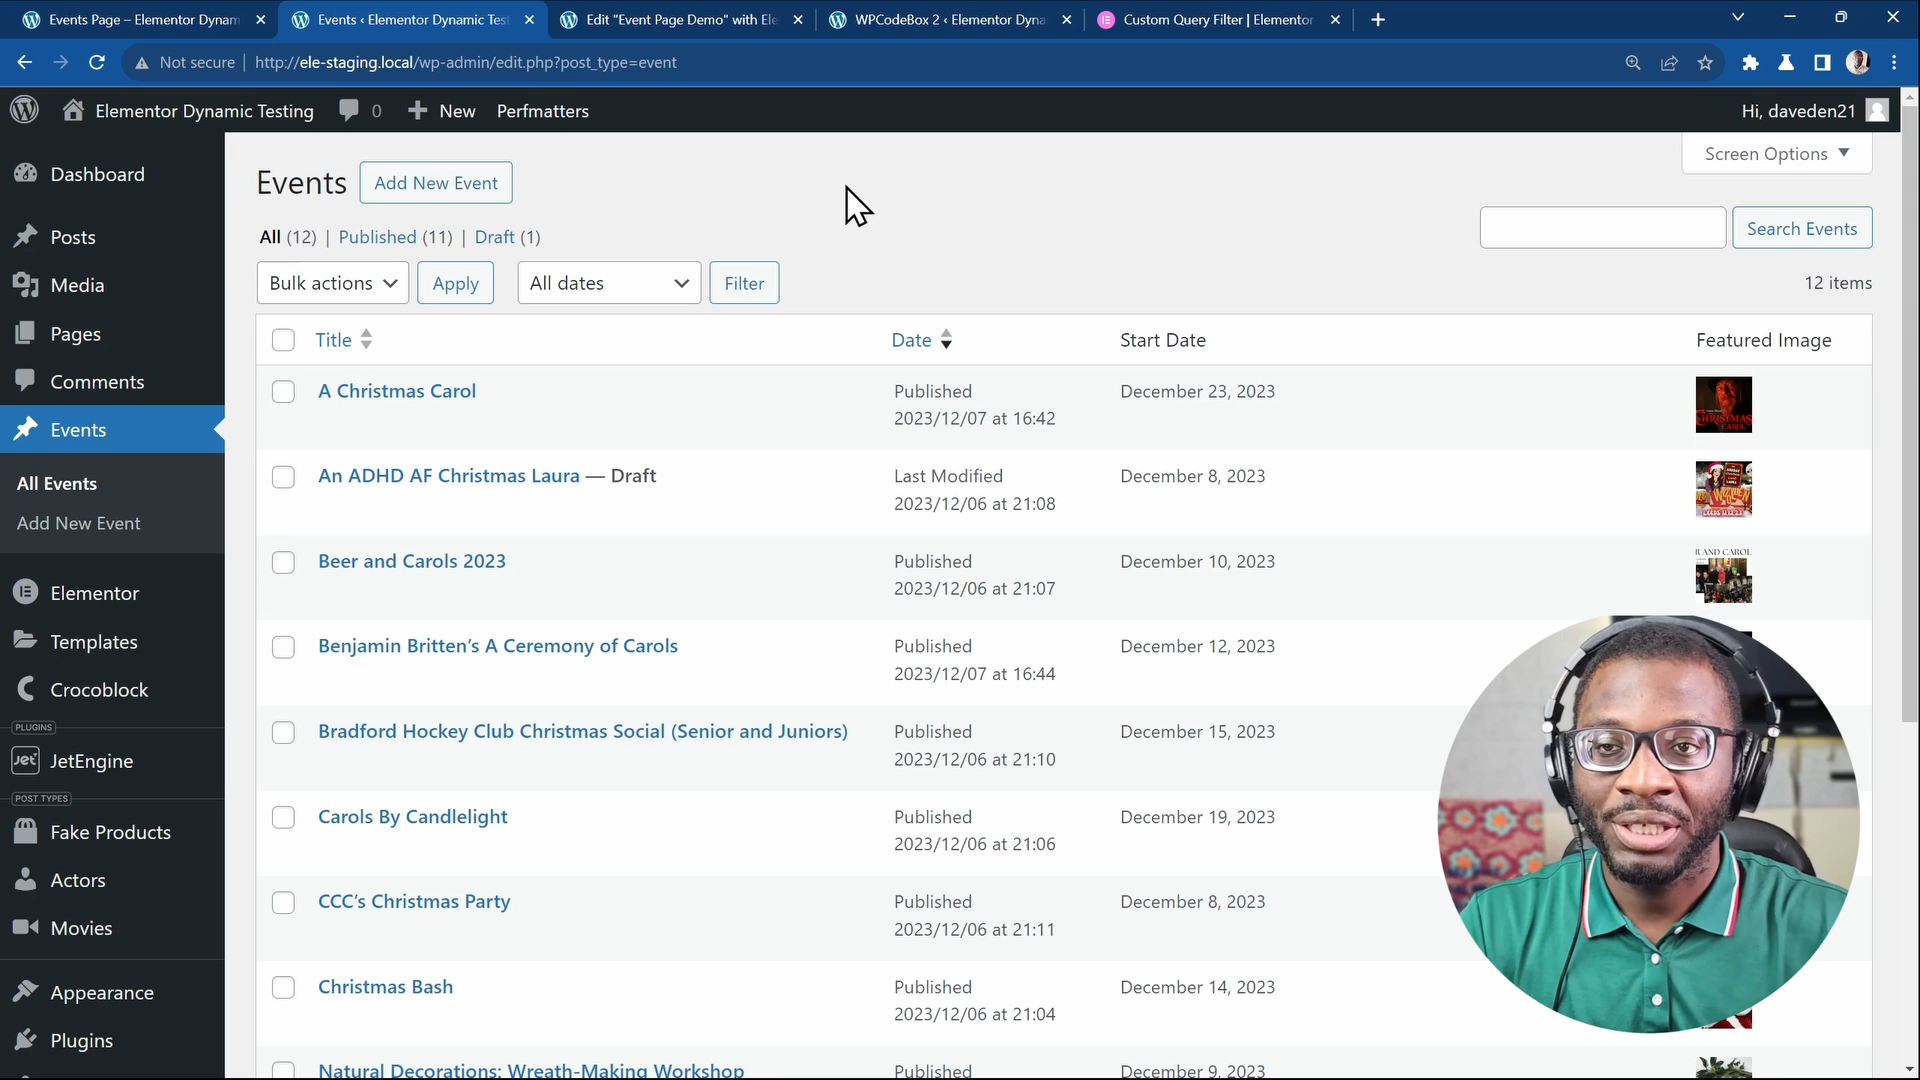 Events Page – Elementor Dynam
Events ‹ Elementor Dynamic Test
Edit "Event Page Demo" with Ele
WPCodeBox 2 ‹ Elementor Dyna
Custom Query Filter | Elementor
Not secure
http://ele-staging.local/wp-admin/edit.php?post_type=event
Elementor Dynamic Testing
0
New
Perfmatters
Hi, daveden21
Dashboard
Posts
Media
Pages
Comments
Events
All Events
Add New Event
Elementor
Templates
Crocoblock
PLUGINS
Jet
JetEngine
POST TYPES
Fake Products
Actors
Movies
Appearance
Plugins
Screen Options
Events
Add New Event
All (12) | Published (11) | Draft (1)
Search Events
Bulk actions
Apply
All dates
Filter
12 items
Title
Date
Start Date
Featured Image
A Christmas Carol
Published
2023/12/07 at 16:42
December 23, 2023
CHRISTMAS
CAROL
An ADHD AF Christmas Laura — Draft
Last Modified
2023/12/06 at 21:08
December 8, 2023
Beer and Carols 2023
Published
2023/12/06 at 21:07
December 10, 2023
R AND CAROL
Benjamin Britten's A Ceremony of Carols
Published
2023/12/07 at 16:44
December 12, 2023
Bradford Hockey Club Christmas Social (Senior and Juniors)
Published
2023/12/06 at 21:10
December 15, 2023
Carols By Candlelight
Published
2023/12/06 at 21:06
December 19, 2023
CCC's Christmas Party
Published
2023/12/06 at 21:11
December 8, 2023
Christmas Bash
Published
2023/12/06 at 21:04
December 14, 2023
Natural Decorations: Wreath-Making Workshop
Published
December 9, 2023